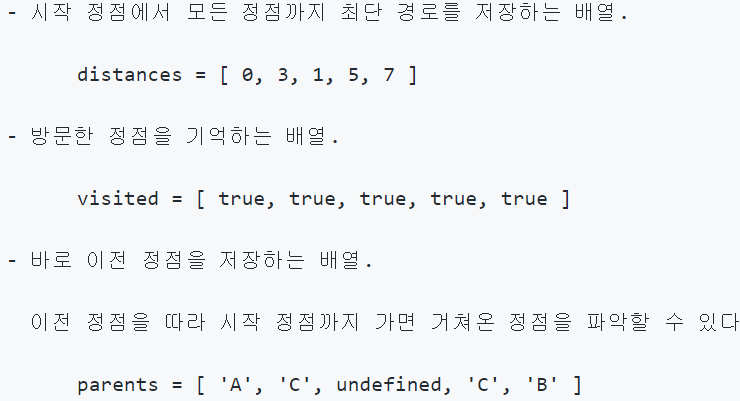 - 시작 정점에서 모든 정점까지 최단 경로를 저장하는 배열.
distances = [ 0, 3, 1, 5, 7 ]
- 방문한 정점을 기억하는 배열.
visited = [ true, true, true, true, true ]
- 바로 이전 정점을 저장하는 배열.
이전 정점을 따라 시작 정점까지 가면 거쳐온 정점을 파악할 수 있다
parents = [ 'A', 'C', undefined, 'C', 'B' ]